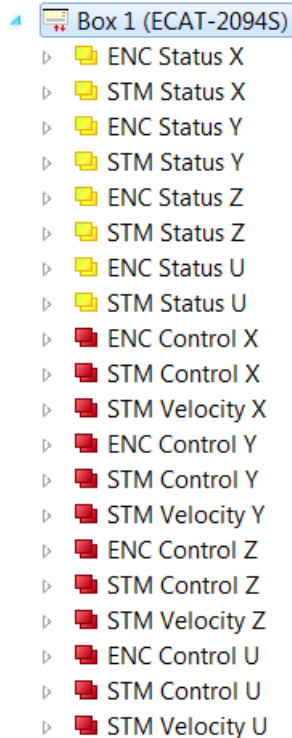 Box 1 (ECAT-2094S)
ENC Status X
STM Status X
ENC Status Y
STM Status Y
ENC Status Z
STM Status Z
ENC Status U
STM Status U
ENC Control X
STM Control X
STM Velocity X
ENC Control Y
STM Control Y
STM Velocity Y
ENC Control Z
STM Control Z
STM Velocity Z
ENC Control U
STM Control U
STM Velocity U